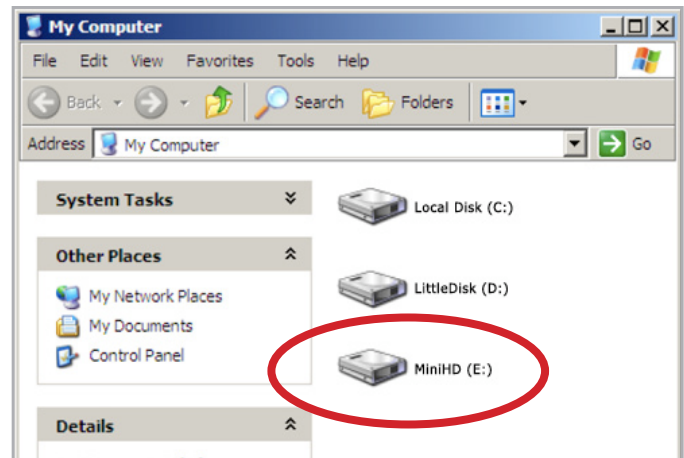 My Computer
File Edit View Favorites Tools Help
Back Search Folders
Address My Computer Go
System Tasks
Other Places
My Network Places
My Documents
Control Panel
Details
Local Disk (C:)
LittleDisk (D:)
MiniHD (E:)